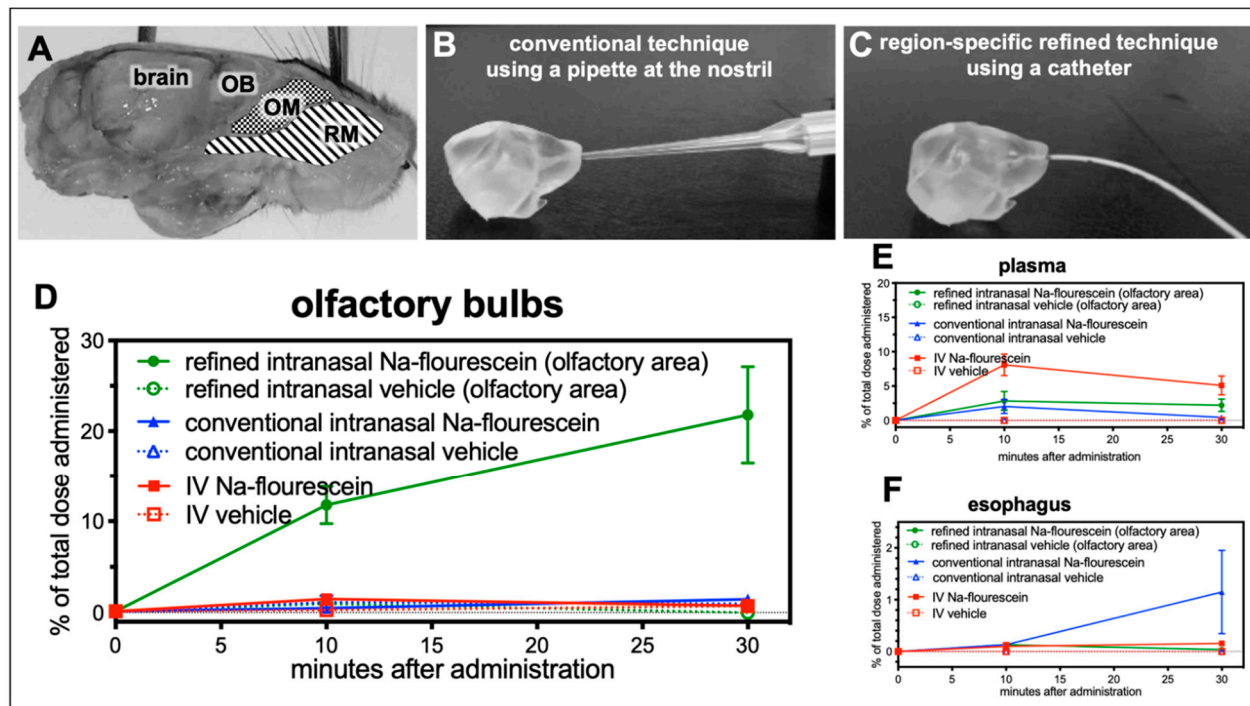 A
brain
OB
OM
RM
B
conventional technique
using a pipette at the nostril
C
region-specific refined technique
using a catheter
D
olfactory bulbs
% of total dose administered
30
20
10
0
refined intranasal Na-flourescein (olfactory area)
refined intranasal vehicle (olfactory area)
conventional intranasal Na-flourescein
conventional intranasal vehicle
IV Na-flourescein
IV vehicle
0 5 10 15 20 25 30
minutes after administration
E
plasma
% of total dose administered
20
15
10
5
0
refined intranasal Na-flourescein (olfactory area)
refined intranasal vehicle (olfactory area)
conventional intranasal Na-flourescein
conventional intranasal vehicle
IV Na-flourescein
IV vehicle
0 5 10 15 20 25 30
minutes after administration
F
esophagus
% of total dose administered
2
1
0
refined intranasal Na-flourescein (olfactory area)
refined intranasal vehicle (olfactory area)
conventional intranasal Na-flourescein
conventional intranasal vehicle
IV Na-flourescein
IV vehicle
0 5 10 15 20 25 30
minutes after administration